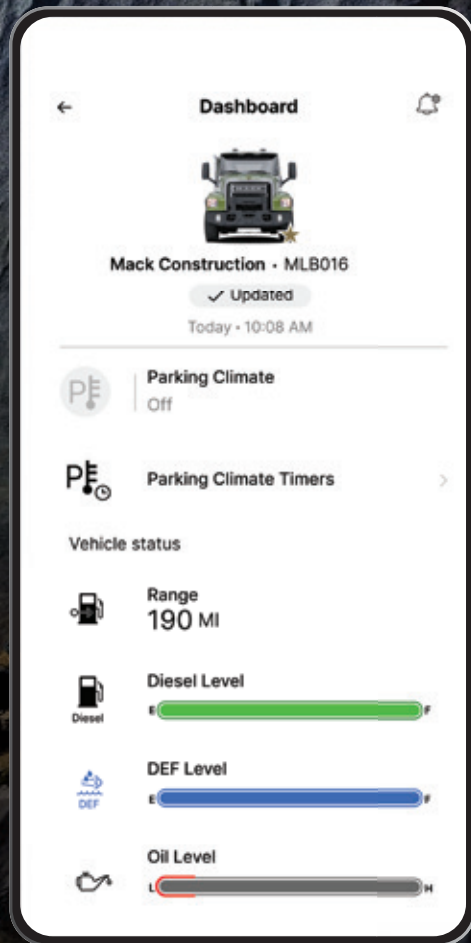 Dashboard
Mack Construction • MLB016
✓ Updated
Today • 10:08 AM
P
Parking Climate
Off
P
Parking Climate Timers
Vehicle status
Range
190 MI
Diesel Level
Diesel
E F
DEF Level
DEF
E F
Oil Level
L H